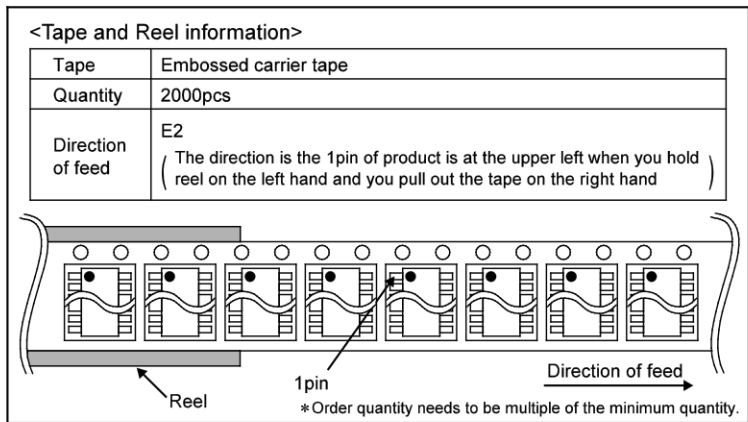 <Tape and Reel information>
Tape Embossed carrier tape
Quantity 2000pcs
Direction of feed E2
( The direction is the 1pin of product is at the upper left when you hold
reel on the left hand and you pull out the tape on the right hand )
Reel
1pin
Direction of feed
*Order quantity needs to be multiple of the minimum quantity.